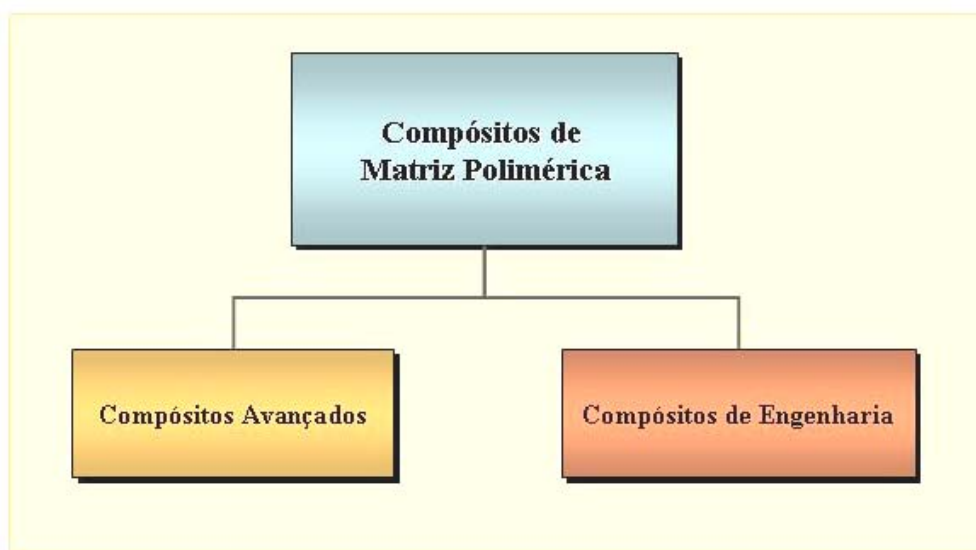 Compósitos de
Matriz Polimérica
Compósitos Avançados
Compósitos de Engenharia